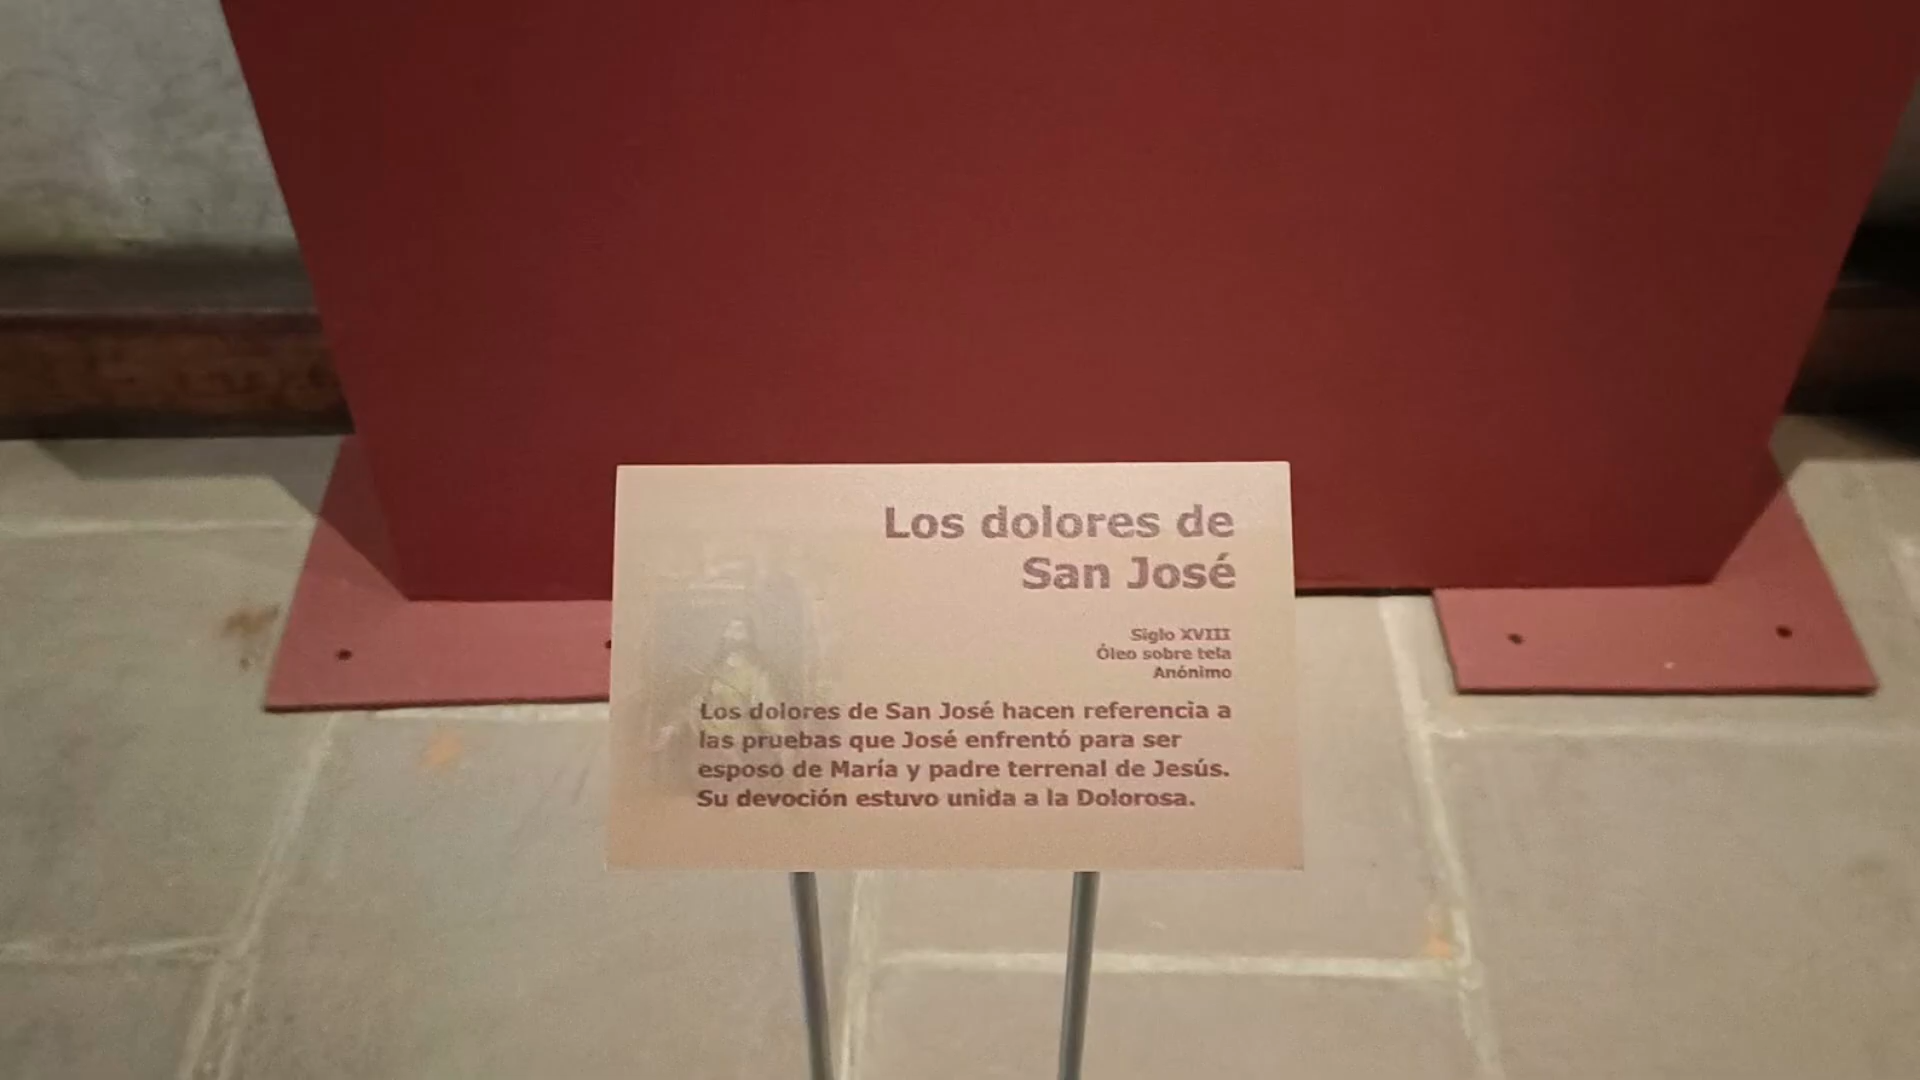 Los dolores de
San José
Siglo XVIII
Óleo sobre tela
Anónimo
Los dolores de San José hacen referencia a
las pruebas que José enfrentó para ser
esposo de María y padre terrenal de Jesús.
Su devoción estuvo unida a la Dolorosa.